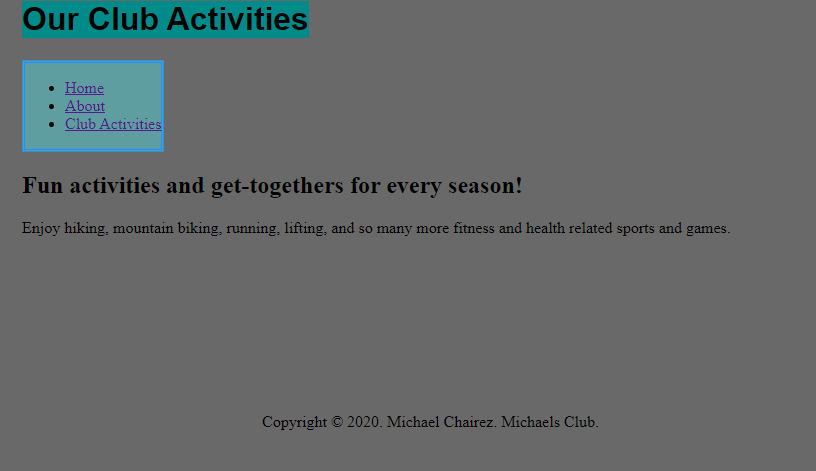 Our Club Activities
Home
About
Club Activities
Fun activities and get-togethers for every season!
Enjoy hiking, mountain biking, running, lifting, and so many more fitness and health related sports and games.
Copyright © 2020. Michael Chairez. Michaels Club.